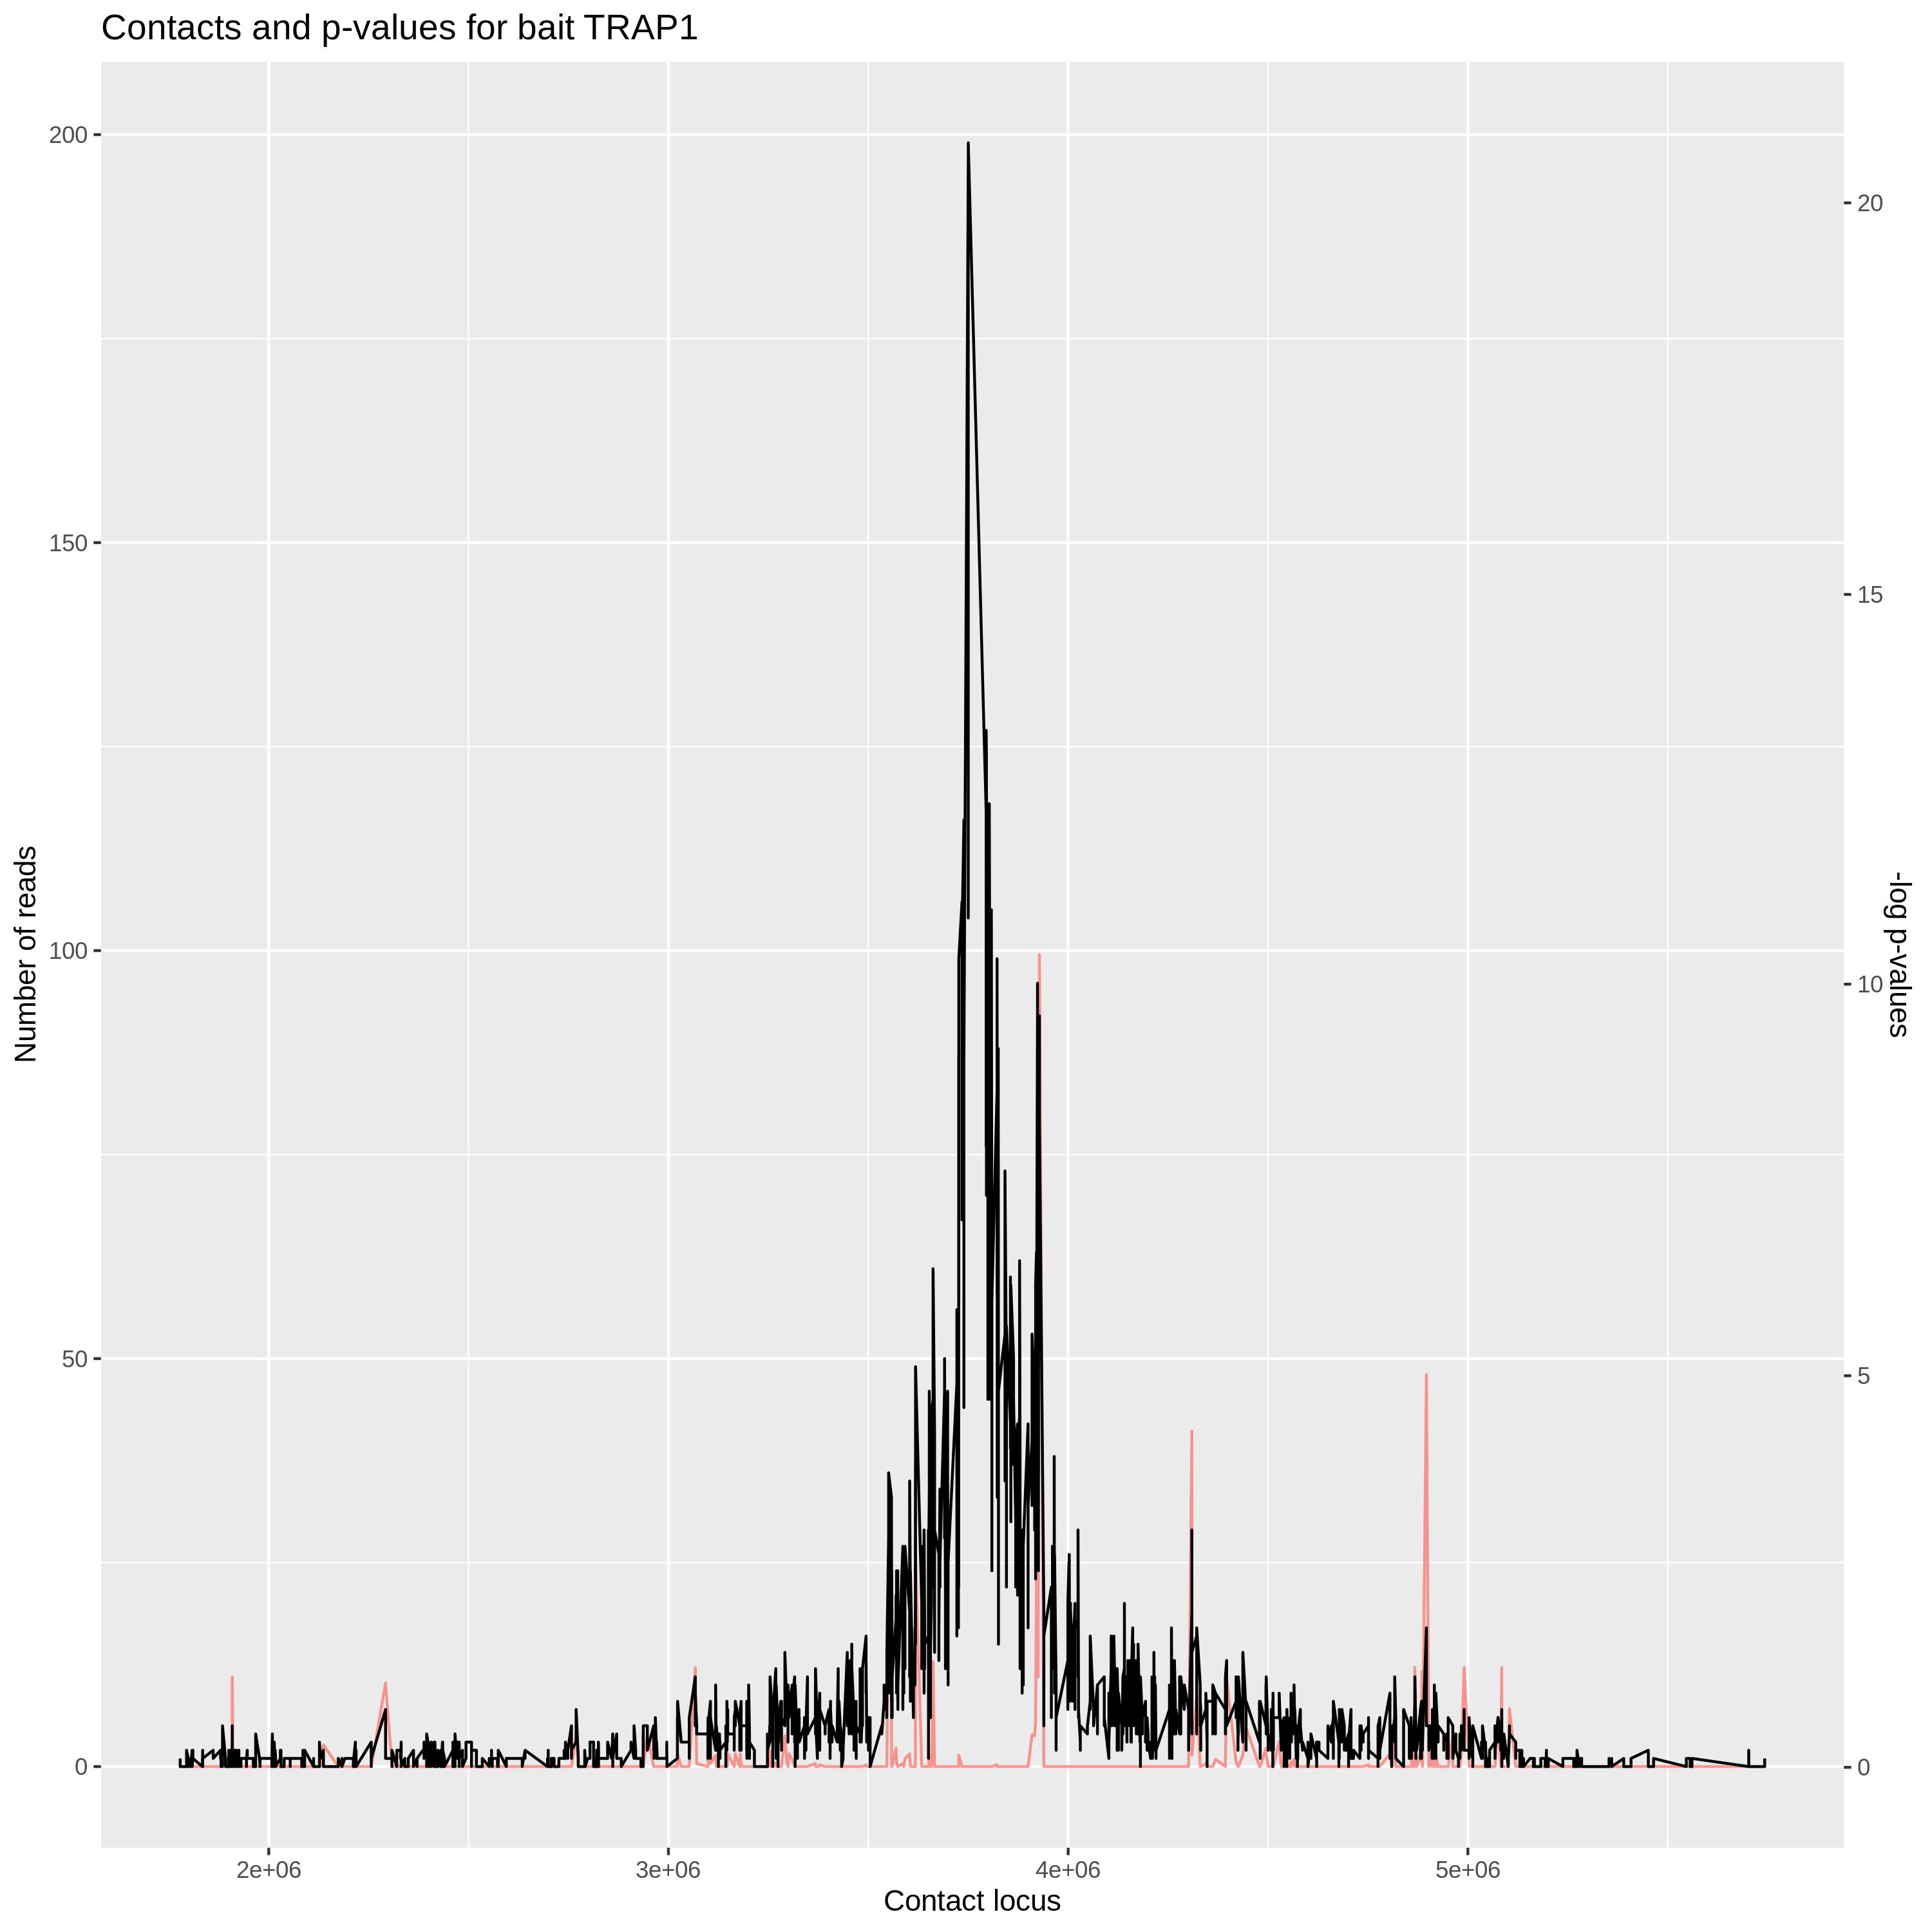 Contacts and p-values for bait TRAP1
200
150
100
50
0
Number of reads
20
15
10
5
0
-log p-values
2e+06
3e+06
4e+06
5e+06
Contact locus